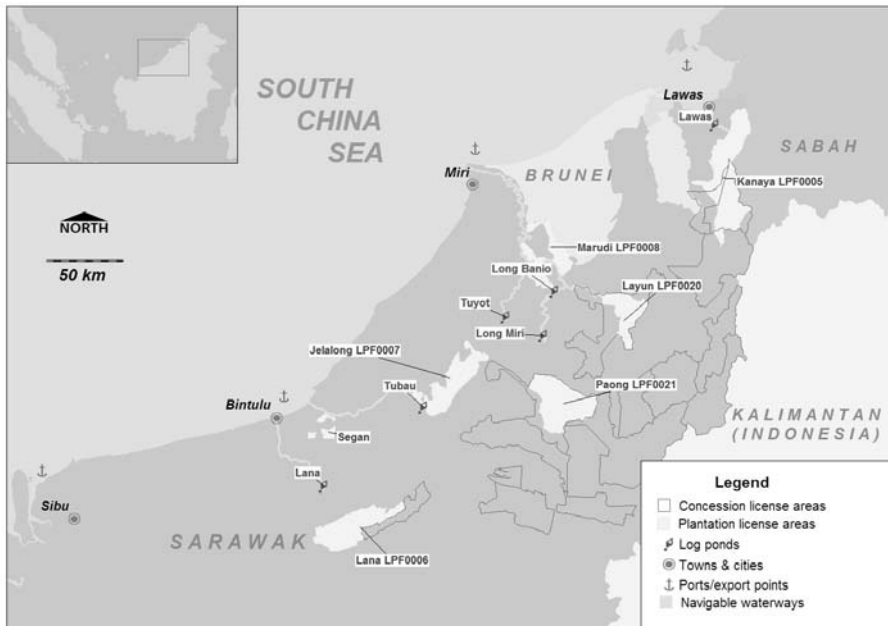 SOUTH
CHINA
SEA
Lawas
Lawas
SABAH
Miri
BRUNEI
Kanaya LPF0005
NORTH
50 km
Marudi LPF0008
Long Banio
Layun LPF0020
Tuyot
Long Miri
Jelalong LPF0007
Tubau
Paong LPF0021
Bintulu
Segan
KALIMANTAN
(INDONESIA)
Lana
Sibu
SARAWAK
Lana LPF0006
Legend
Concession license areas
Plantation license areas
Log ponds
Towns & cities
Ports/export points
Navigable waterways